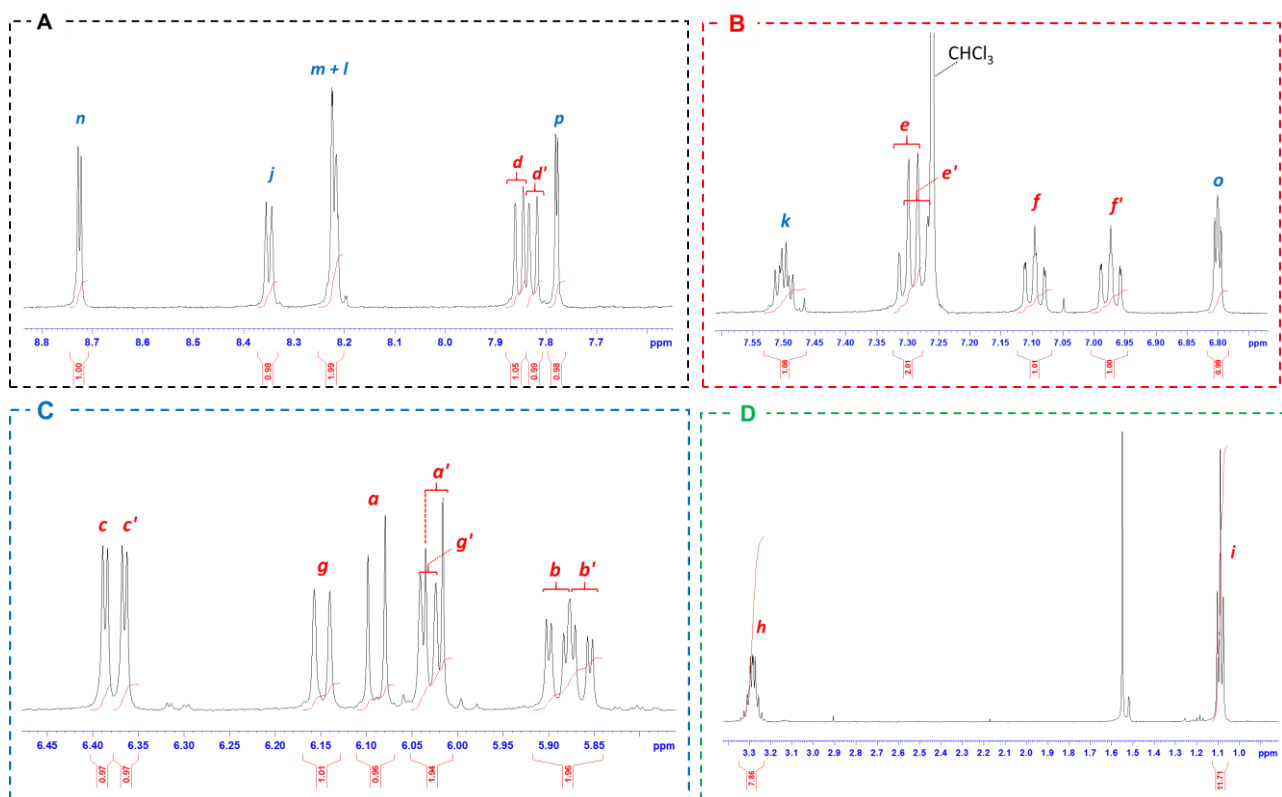 A
n
j
m + l
d
d'
p
8.8 8.7 8.6 8.5 8.4 8.3 8.2 8.1 8.0 7.9 7.8 7.7 ppm
1.00 0.98 1.99 1.05 0.99 0.98
B
CHCl3
e
e'
k
f
f'
o
7.55 7.50 7.45 7.40 7.35 7.30 7.25 7.20 7.15 7.10 7.05 7.00 6.95 6.90 6.85 6.80 ppm
1.06 2.01 1.01 1.00 0.98
C
c
c'
g
a
a'
g'
b
b'
6.45 6.40 6.35 6.30 6.25 6.20 6.15 6.10 6.05 6.00 5.95 5.90 5.85 ppm
0.97 0.97 1.01 0.96 1.94 1.96
D
h
i
3.3 3.2 3.1 3.0 2.9 2.8 2.7 2.6 2.5 2.4 2.3 2.2 2.1 2.0 1.9 1.8 1.7 1.6 1.5 1.4 1.3 1.2 1.1 1.0 ppm
7.86 11.71